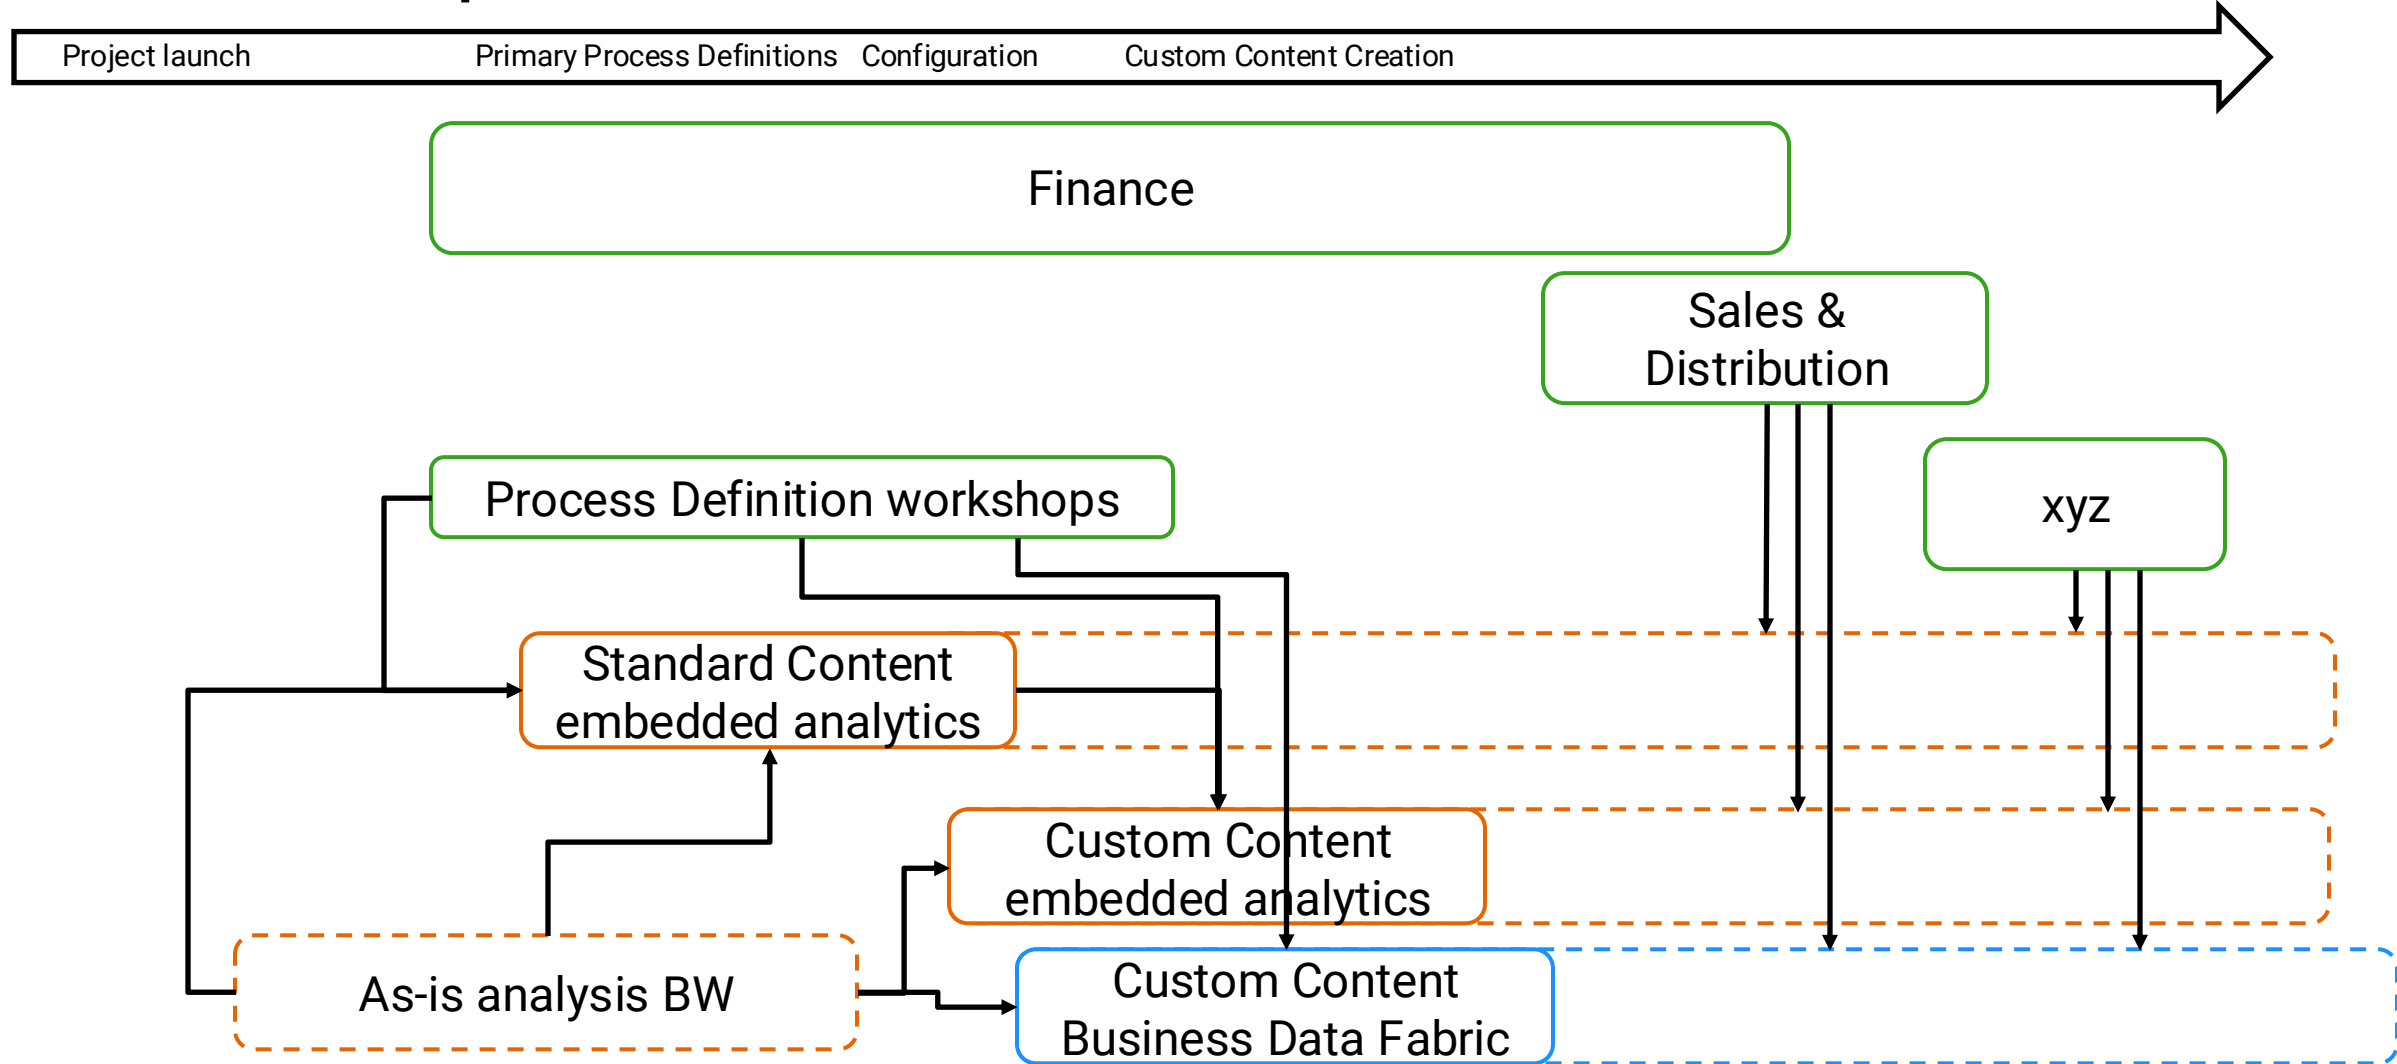 Project launch
Primary Process Definitions
Configuration
Custom Content Creation
Finance
Sales &
Distribution
Process Definition workshops
xyz
Standard Content
embedded analytics
Custom Content
embedded analytics
As-is analysis BW
Custom Content
Business Data Fabric